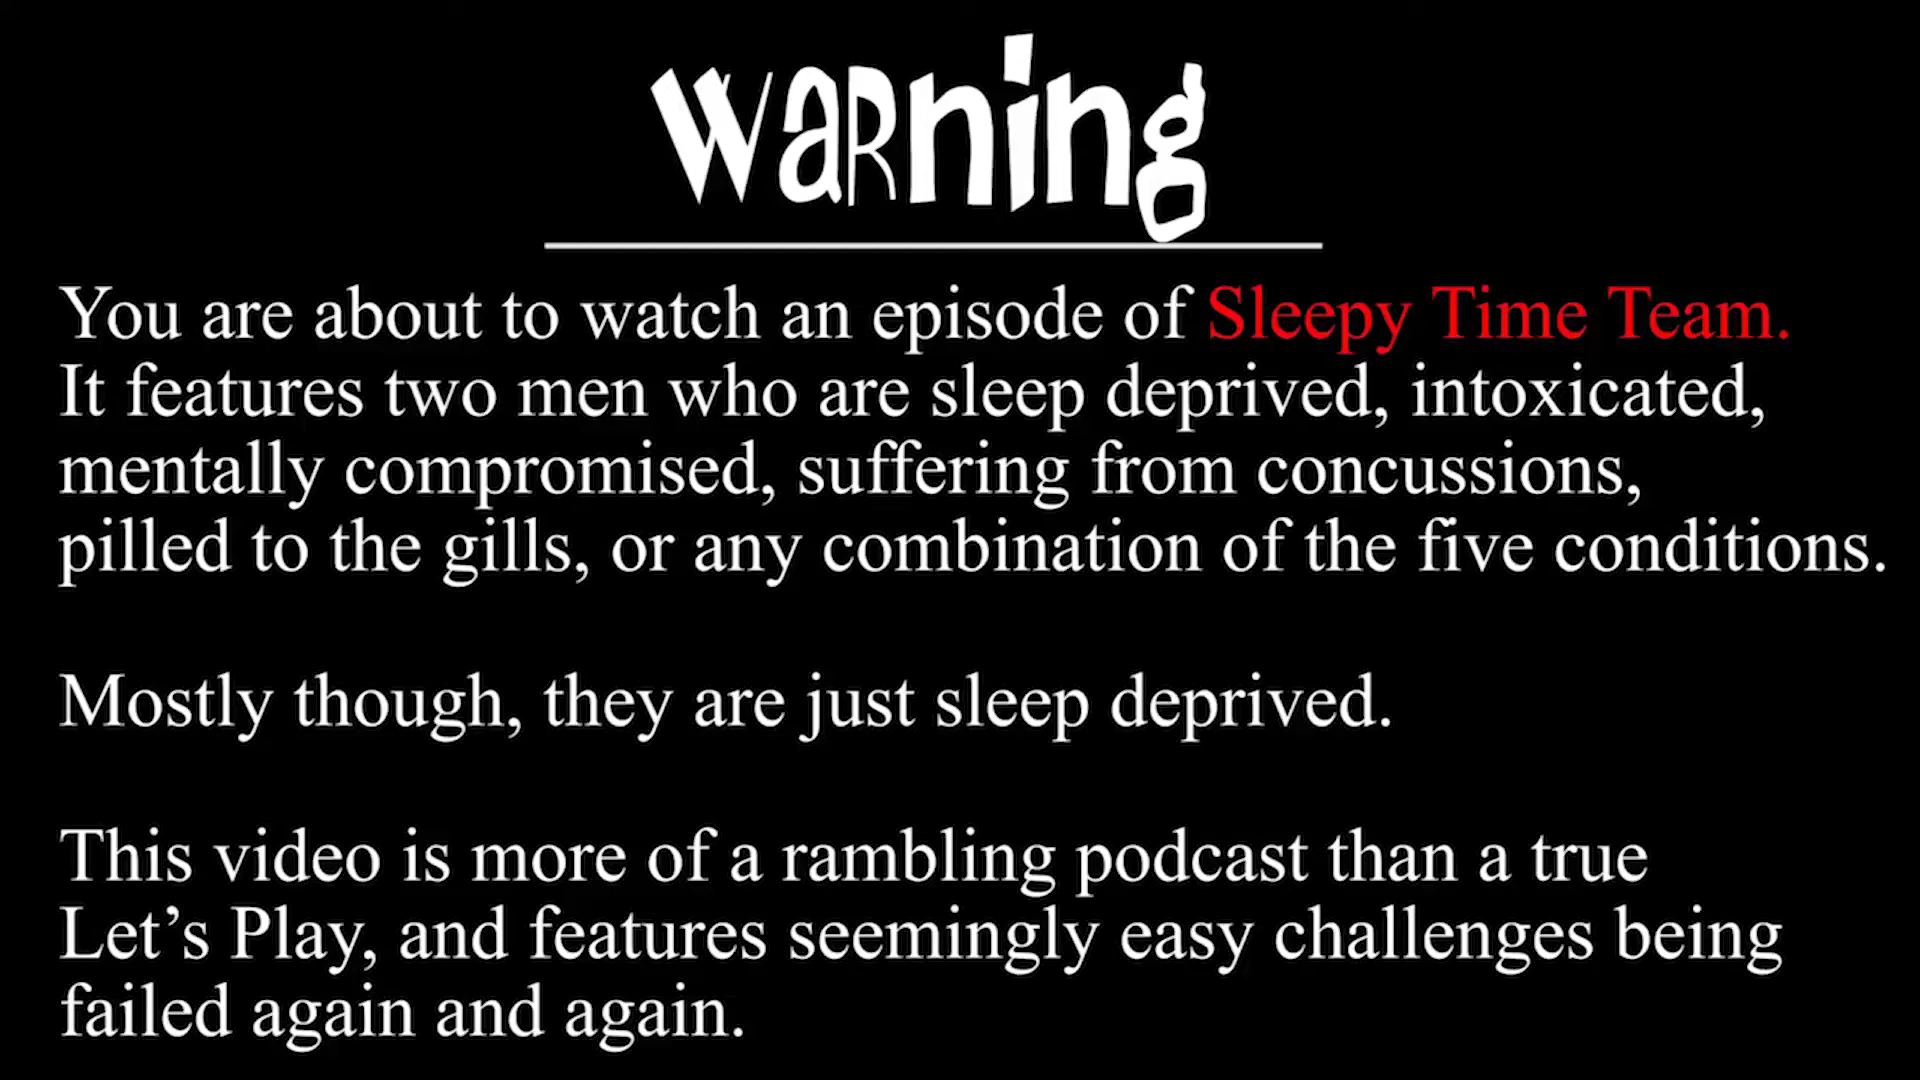 waRning
You are about to watch an episode of Sleepy Time Team.
It features two men who are sleep deprived, intoxicated,
mentally compromised, suffering from concussions,
pilled to the gills, or any combination of the five conditions.
Mostly though, they are just sleep deprived.
This video is more of a rambling podcast than a true
Let’s Play, and features seemingly easy challenges being
failed again and again.